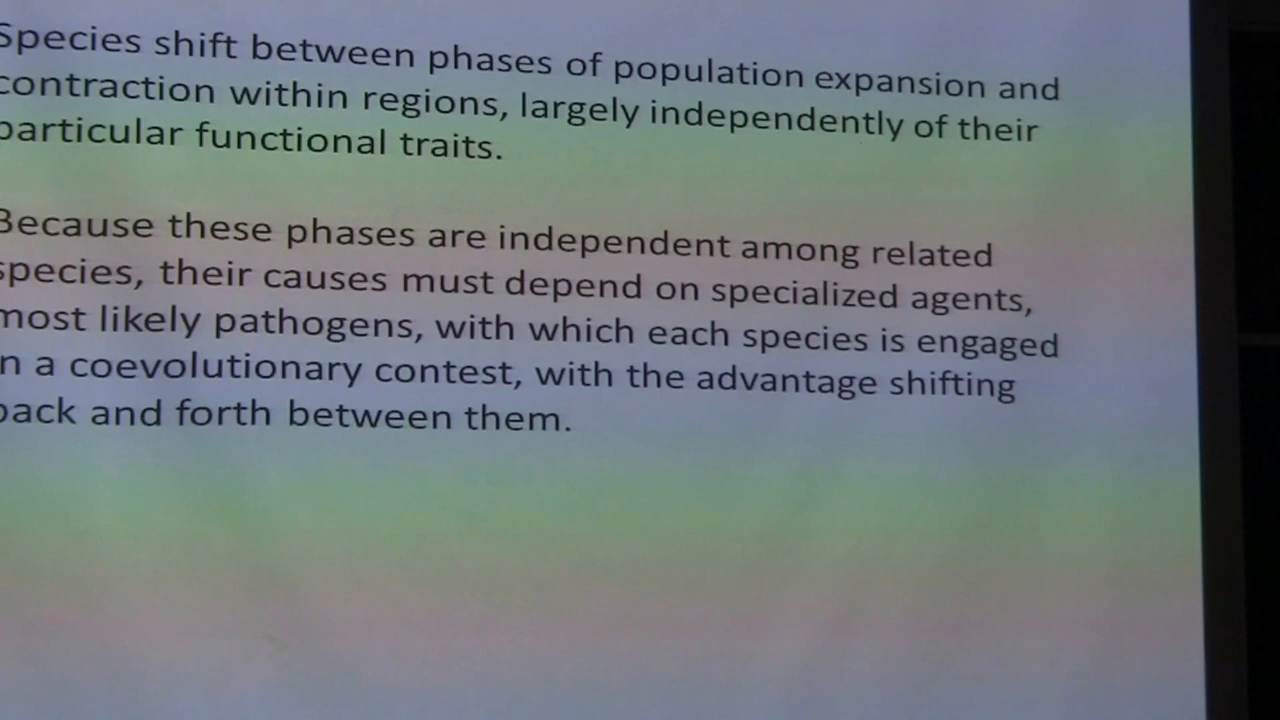 Species shift between phases of population expansion and
contraction within regions, largely independently of their
particular functional traits.
Because these phases are independent among related
species, their causes must depend on specialized agents,
most likely pathogens, with which each species is engaged
in a coevolutionary contest, with the advantage shifting
back and forth between them.